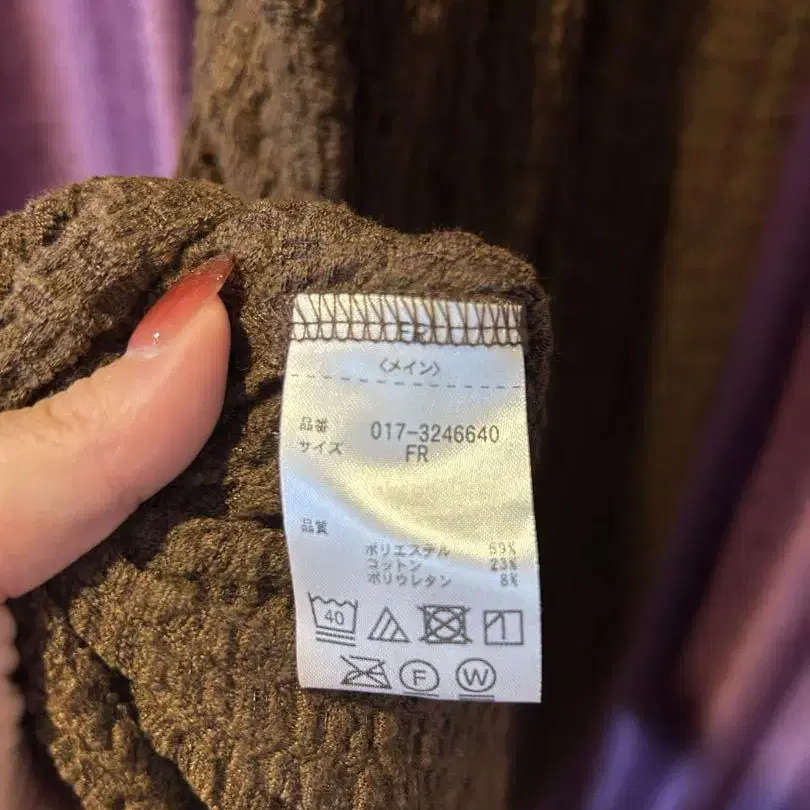 FR
〈メイン〉
品番 017-3246640
サイズ FR
品質
ポリエステル
コットン 23%
ポリウレタン 8%
40
F
W